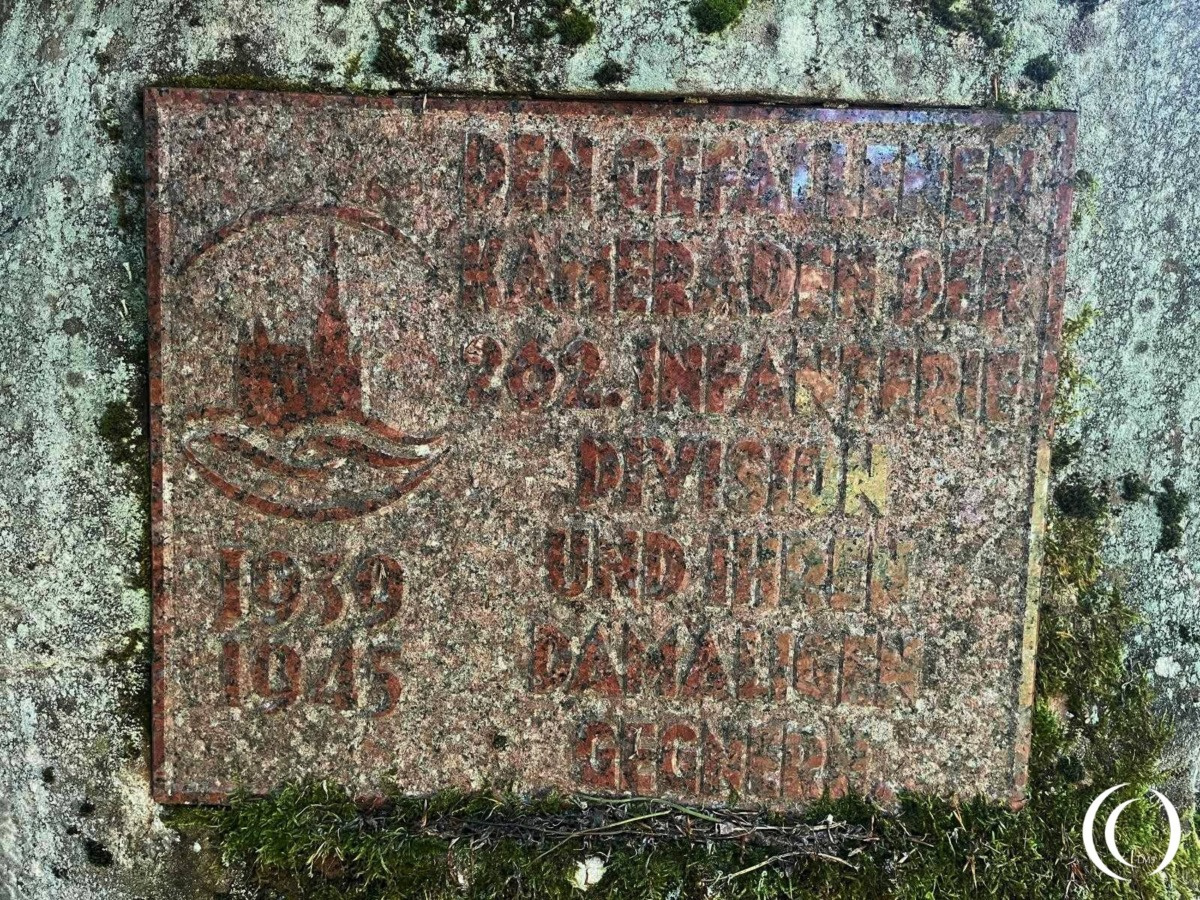 DEN GEFALLENEN
KAMERADEN DER
262. INFANTERIE
DIVISION
UND IHREN
DAMALIGEN
GEGNERN
1939
1945